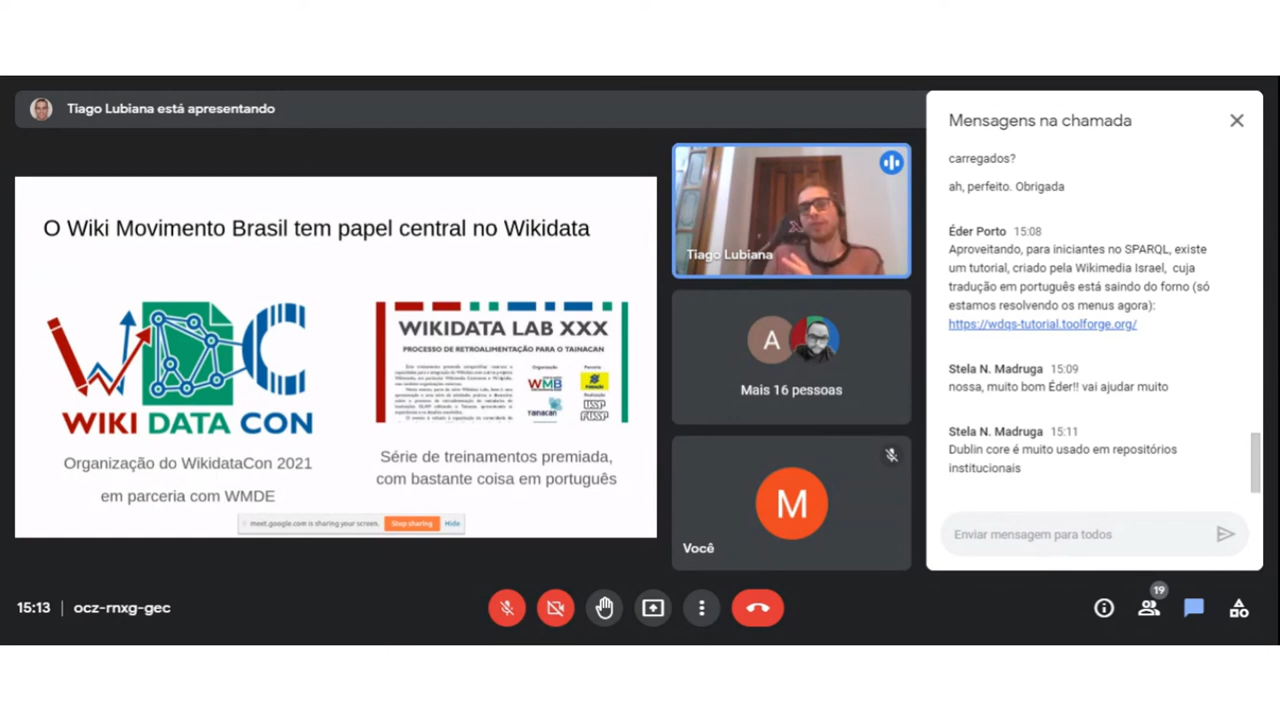 Tiago Lubiana está apresentando
O Wiki Movimento Brasil tem papel central no Wikidata
WIKI DATA CON
Organização do WikidataCon 2021
em parceria com WMDE
WIKIDATA LAB XXX
PROCESSO DE RETROALIMENTAÇÃO PARA O TAINACAN
Organização
Parceria
WMB
Realização
Tainacan
Série de treinamentos premiada,
com bastante coisa em português
meet.google.com is sharing your screen.
Stop sharing
Hide
Tiago Lubiana
A
Mais 16 pessoas
M
Você
Mensagens na chamada
carregados?
ah, perfeito. Obrigada
Éder Porto 15:08
Aproveitando, para iniciantes no SPARQL, existe
um tutorial, criado pela Wikimedia Israel, cuja
tradução em português está saindo do forno (só
estamos resolvendo os menus agora):
https://wdqs-tutorial.toolforge.org/
Stela N. Madruga 15:09
nossa, muito bom Éder!! vai ajudar muito
Stela N. Madruga 15:11
Dublin core é muito usado em repositórios
institucionais
Enviar mensagem para todos
15:13 | ocz-rnxg-gec
19